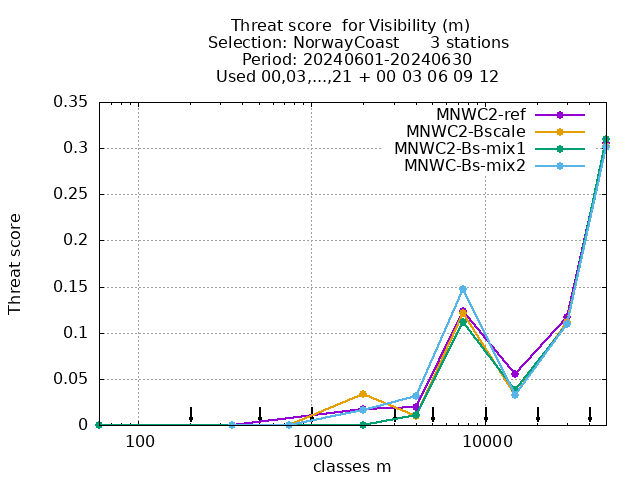 Threat score  for Visibility (m)
Selection: NorwayCoast      3 stations
Period: 20240601-20240630
Used 00,03,...,21 + 00 03 06 09 12
MNWC2-ref
MNWC2-Bscale
MNWC2-Bs-mix1
MNWC-Bs-mix2
Threat score
0.35
0.3
0.25
0.2
0.15
0.1
0.05
0
100 1000 10000
classes m